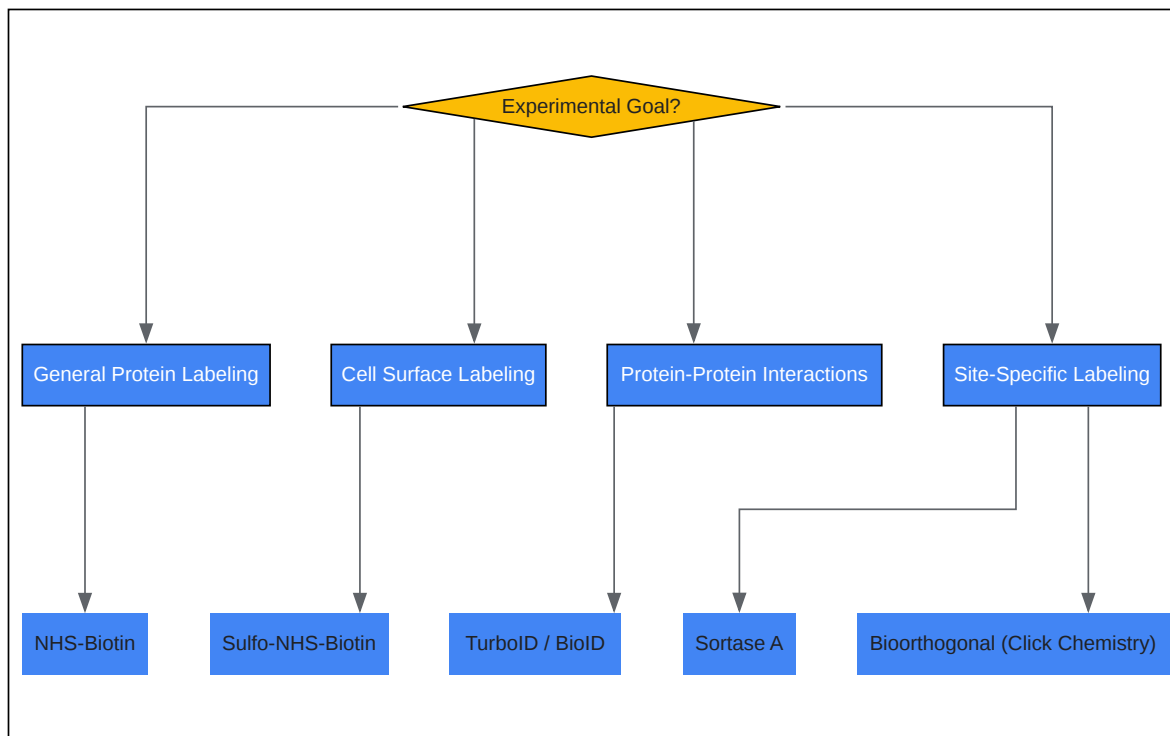 Experimental Goal?
General Protein Labeling
Cell Surface Labeling
Protein-Protein Interactions
Site-Specific Labeling
NHS-Biotin
Sulfo-NHS-Biotin
TurboID / BioID
Sortase A
Bioorthogonal (Click Chemistry)